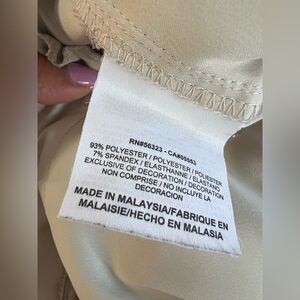 RN#56323 - CA#05053
93% POLYESTER / POLYESTER / POLIESTER
7% SPANDEX / ELASTHANNE / ELASTANO
EXCLUSIVE OF DECORATION / DECORATION
NON COMPRISE / NO INCLUYE LA
DECORACION
MADE IN MALAYSIA/FABRIQUE EN
MALAISIE/HECHO EN MALASIA